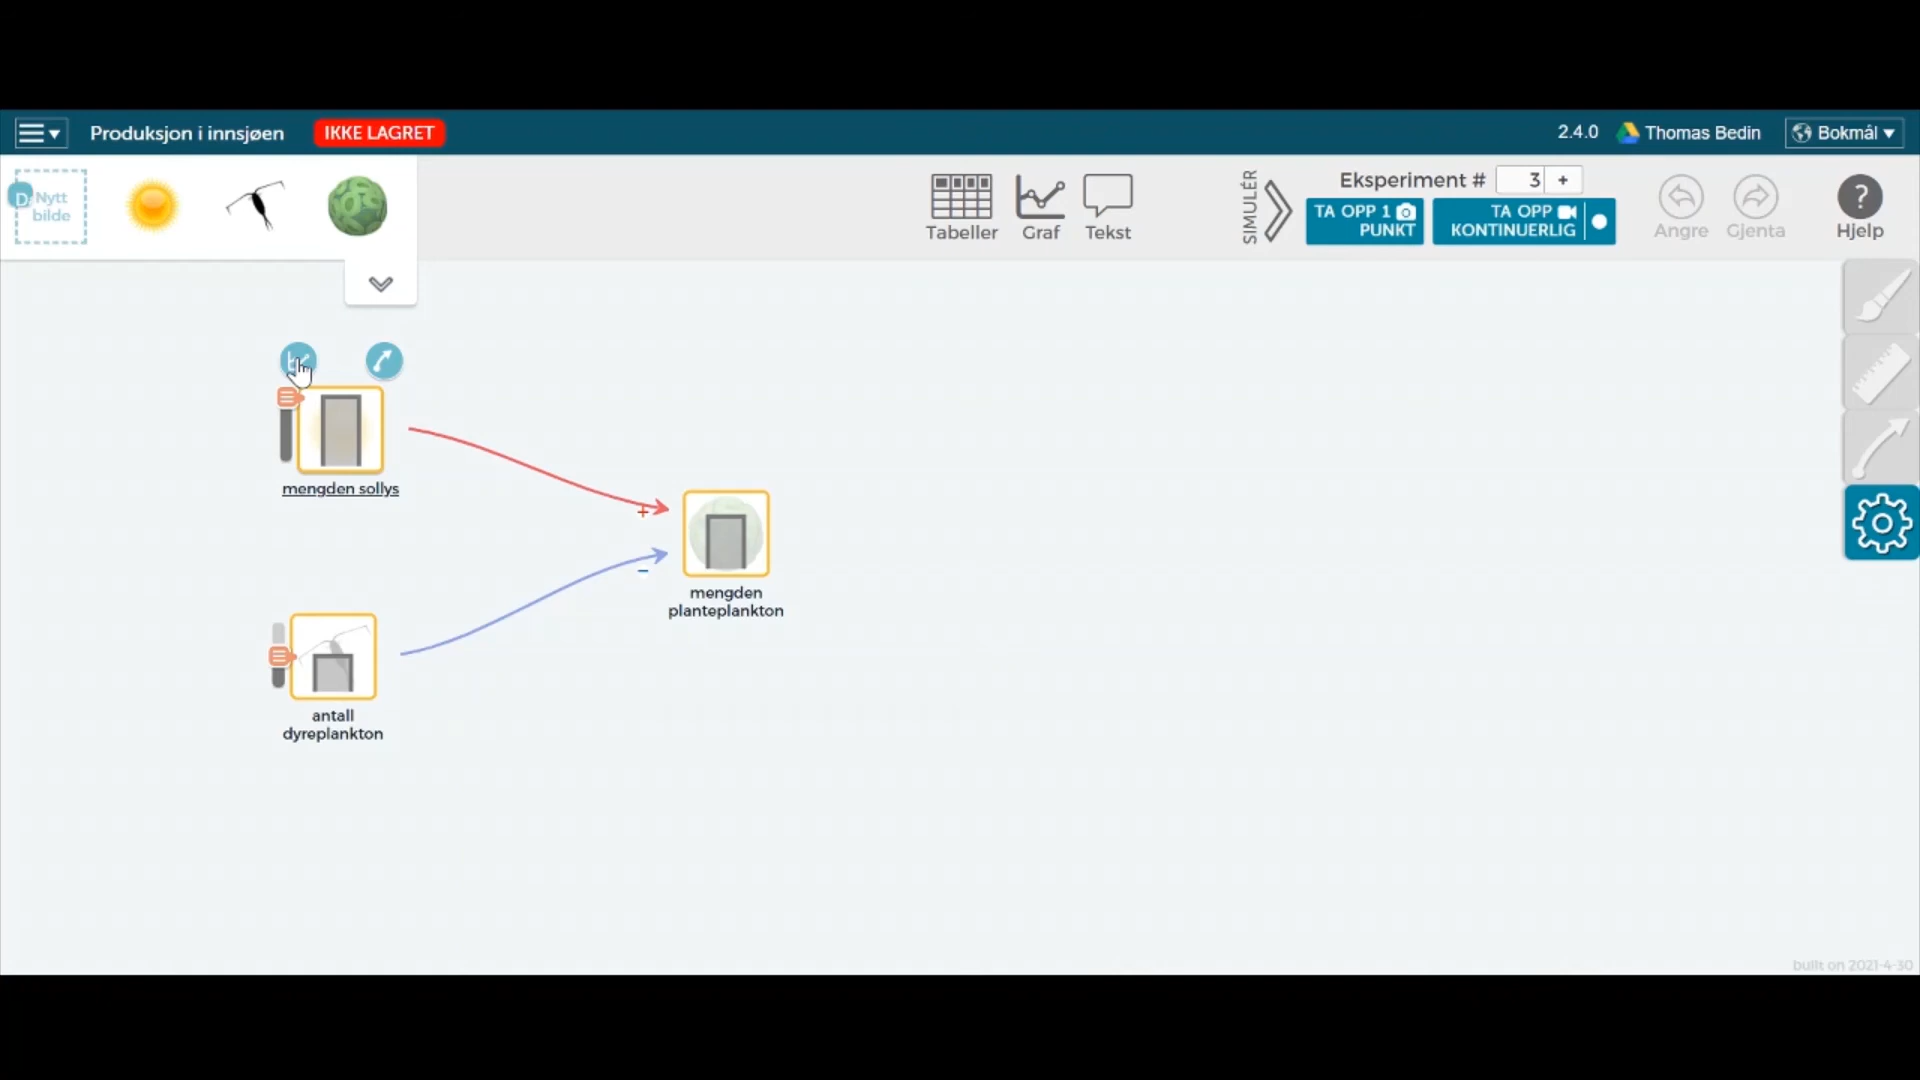 Produksjon i innsjøen
IKKE LAGRET
2.4.0
Thomas Bedin
Bokmål
D
Nytt
bilde
Tabeller
Graf
Tekst
SIMULÉR
Eksperiment #
3
+
TA OPP 1
PUNKT
TA OPP
KONTINUERLIG
Angre
Gjenta
?
Hjelp
mengden sollys
+
-
mengden
planteplankton
antall
dyreplankton
built on 2021-4-30